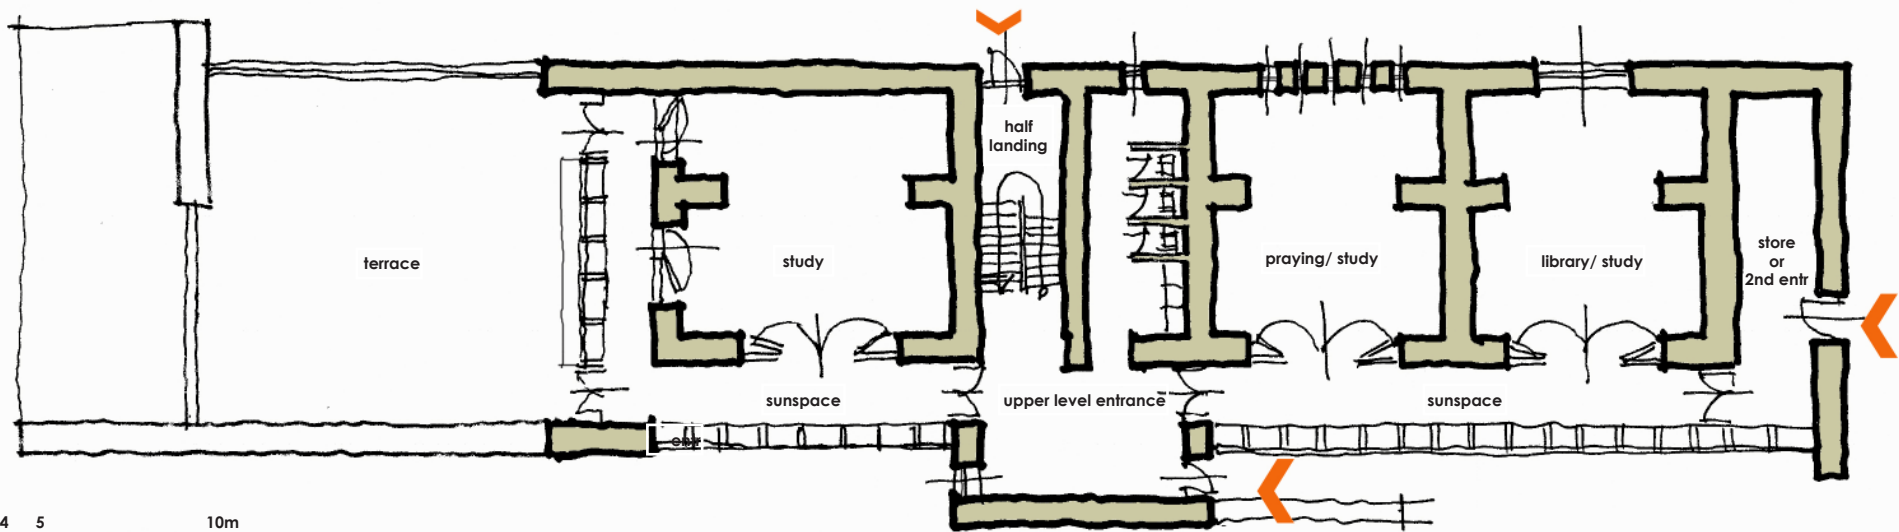 half
landing
terrace
study
praying/ study
library/ study
store
or
2nd entr
sunspace
upper level entrance
sunspace
entr
4 5 10m